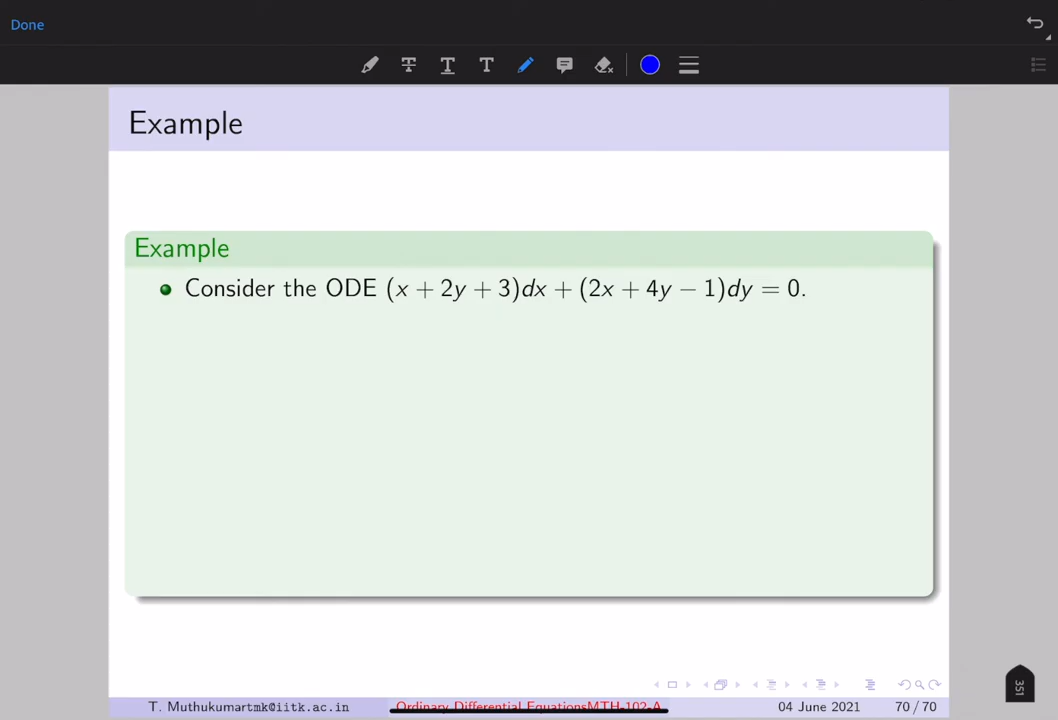 Done
T T T
Example
Example
Consider the ODE (x + 2y + 3)dx + (2x + 4y − 1)dy = 0.
351
T. Muthukumartmk@iitk.ac.in Ordinary Differential EquationsMTH-102-A 04 June 2021 70 / 70